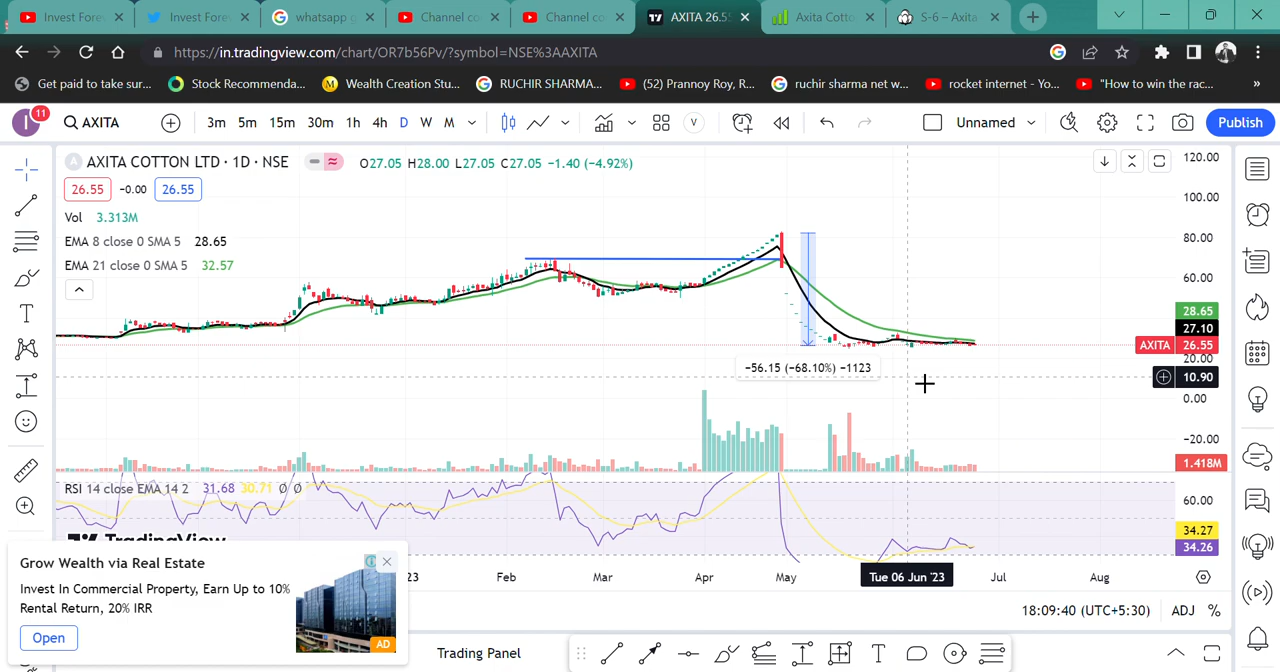 Invest Forev
Invest Forev
whatsapp g
Channel co
Channel co
AXITA 26.5
Axita Cotto
S-6 – Axita
https://in.tradingview.com/chart/OR7b56Pv/?symbol=NSE%3AAXITA
Get paid to take sur...
Stock Recommenda...
Wealth Creation Stu...
RUCHIR SHARMA...
(52) Prannoy Roy, R...
ruchir sharma net w...
rocket internet - Yo...
"How to win the rac...
»
I 11
AXITA
3m 5m 15m 30m 1h 4h D W M
V
Unnamed
Publish
AXITA COTTON LTD · 1D · NSE
O27.05 H28.00 L27.05 C27.05 −1.40 (−4.92%)
26.55 −0.00 26.55
Vol 3.313M
EMA 8 close 0 SMA 5 28.65
EMA 21 close 0 SMA 5 32.57
120.00
100.00
80.00
60.00
28.65
27.10
AXITA 26.55
20.00
10.90
0.00
−20.00
1.418M
−56.15 (−68.10%) −1123
RSI 14 close EMA 14 2 31.68 30.71 Ø Ø
60.00
34.27
34.26
TradingView
23 Feb Mar Apr May Tue 06 Jun '23 Jul Aug
Grow Wealth via Real Estate
Invest In Commercial Property, Earn Up to 10%
Rental Return, 20% IRR
Open
AD
18:09:40 (UTC+5:30) ADJ %
Trading Panel
T